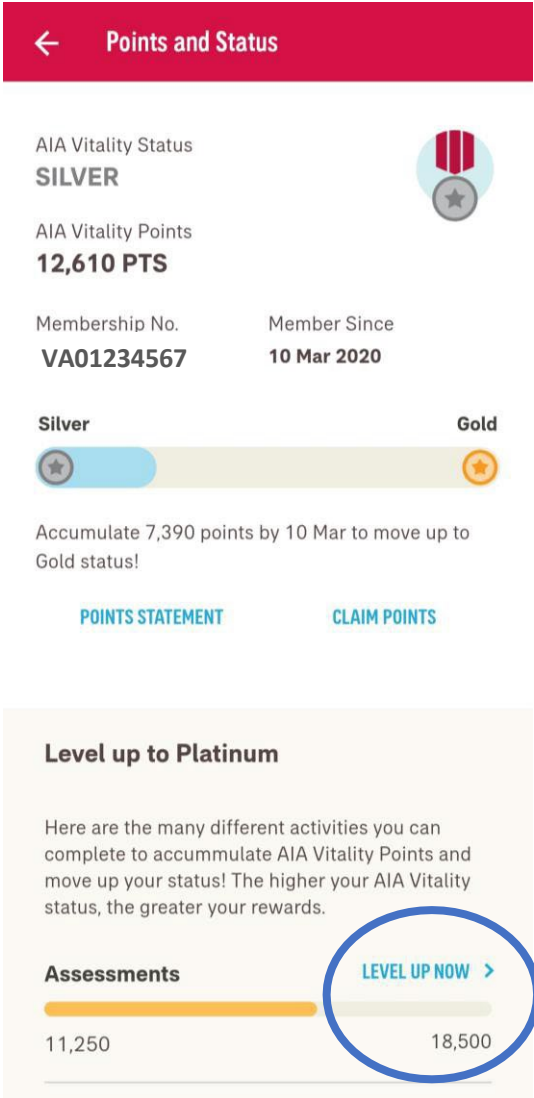 Points and Status
AIA Vitality Status
SILVER
AIA Vitality Points
12,610 PTS
Membership No. Member Since
VA01234567 10 Mar 2020
Silver Gold
Accumulate 7,390 points by 10 Mar to move up to
Gold status!
POINTS STATEMENT CLAIM POINTS
Level up to Platinum
Here are the many different activities you can
complete to accummulate AIA Vitality Points and
move up your status! The higher your AIA Vitality
status, the greater your rewards.
Assessments LEVEL UP NOW >
11,250 18,500